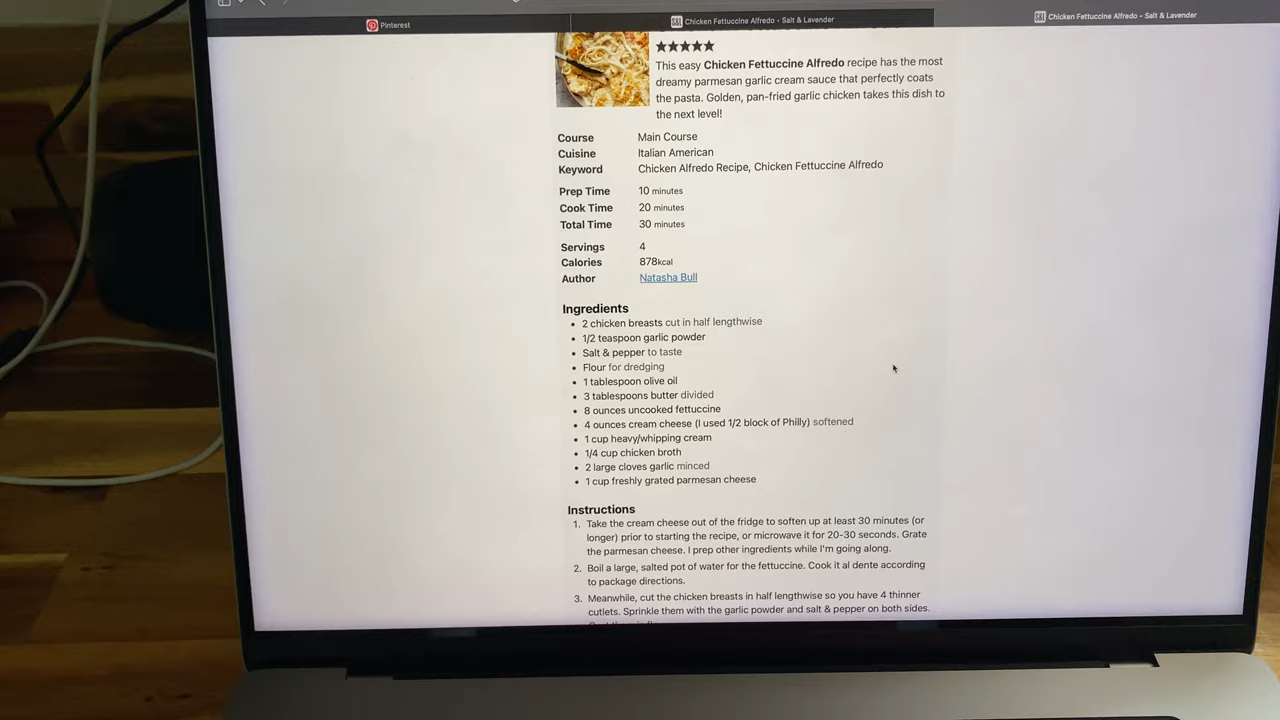 Pinterest
Chicken Fettuccine Alfredo • Salt & Lavender
Chicken Fettuccine Alfredo - Salt & Lavender
★★★★★
This easy Chicken Fettuccine Alfredo recipe has the most
dreamy parmesan garlic cream sauce that perfectly coats
the pasta. Golden, pan-fried garlic chicken takes this dish to
the next level!
Course Main Course
Cuisine Italian American
Keyword Chicken Alfredo Recipe, Chicken Fettuccine Alfredo
Prep Time 10 minutes
Cook Time 20 minutes
Total Time 30 minutes
Servings 4
Calories 878kcal
Author Natasha Bull
Ingredients
• 2 chicken breasts cut in half lengthwise
• 1/2 teaspoon garlic powder
• Salt & pepper to taste
• Flour for dredging
• 1 tablespoon olive oil
• 3 tablespoons butter divided
• 8 ounces uncooked fettuccine
• 4 ounces cream cheese (I used 1/2 block of Philly) softened
• 1 cup heavy/whipping cream
• 1/4 cup chicken broth
• 2 large cloves garlic minced
• 1 cup freshly grated parmesan cheese
Instructions
1. Take the cream cheese out of the fridge to soften up at least 30 minutes (or
longer) prior to starting the recipe, or microwave it for 20-30 seconds. Grate
the parmesan cheese. I prep other ingredients while I'm going along.
2. Boil a large, salted pot of water for the fettuccine. Cook it al dente according
to package directions.
3. Meanwhile, cut the chicken breasts in half lengthwise so you have 4 thinner
cutlets. Sprinkle them with the garlic powder and salt & pepper on both sides.